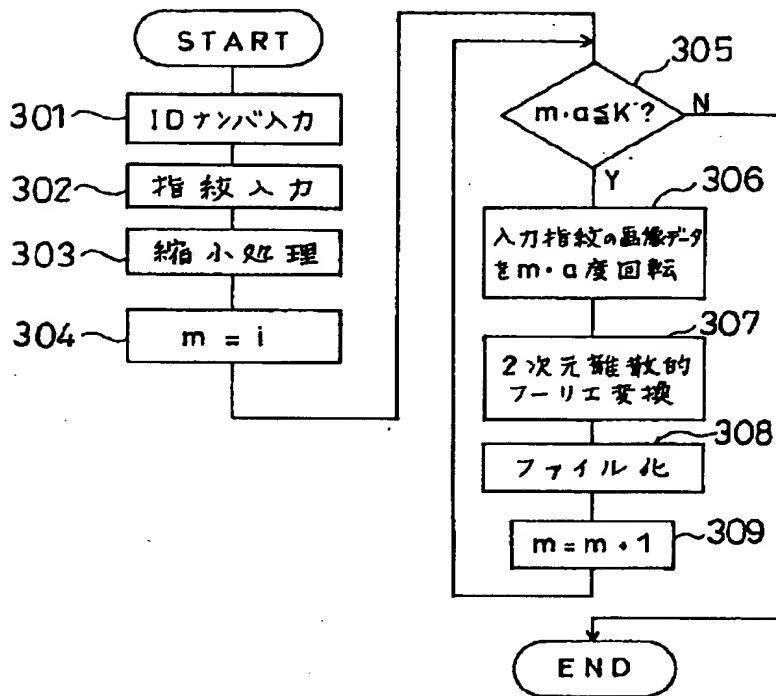 START
301
IDナンバ入力
302
指紋入力
303
縮小処理
304
m = i
305
m・a≦K?
N
Y
306
入力指紋の画像データ
をm・a度回転
307
2次元離散的
フーリエ変換
308
ファイル化
m = m + 1
309
END